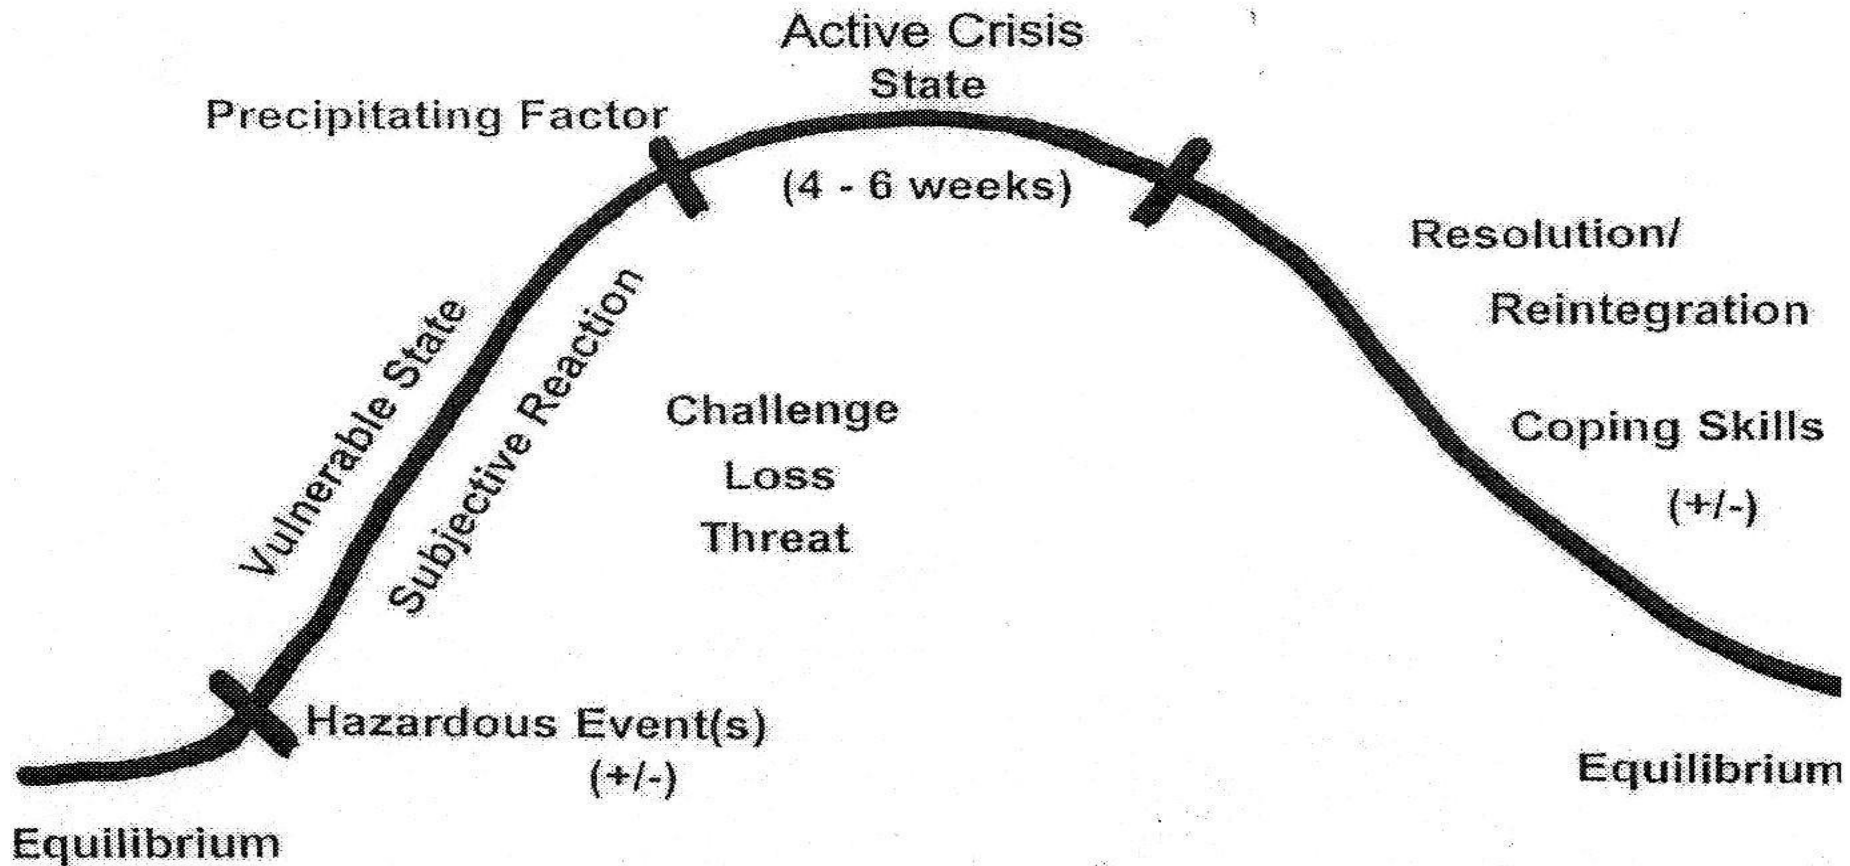 Active Crisis
State
Precipitating Factor
(4 - 6 weeks)
Resolution/
Reintegration
Vulnerable State
Subjective Reaction
Challenge
Loss
Threat
Coping Skills
(+/-)
Hazardous Event(s)
(+/-)
Equilibrium
Equilibrium